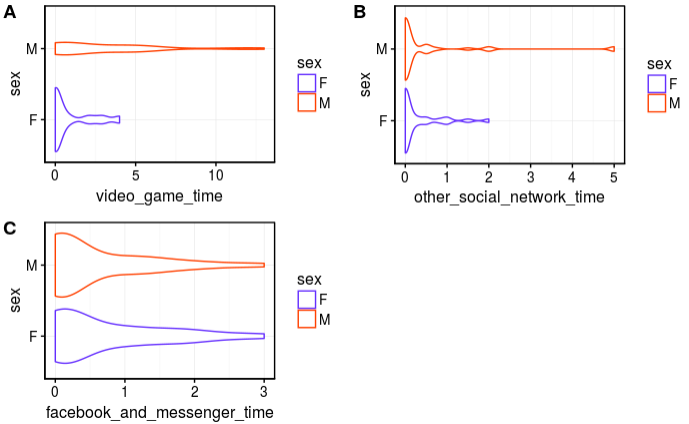 A
M
F
sex
0 5 10
video_game_time
sex
F
M
B
M
F
sex
0 1 2 3 4 5
other_social_network_time
sex
F
M
C
M
F
sex
0 1 2 3
facebook_and_messenger_time
sex
F
M